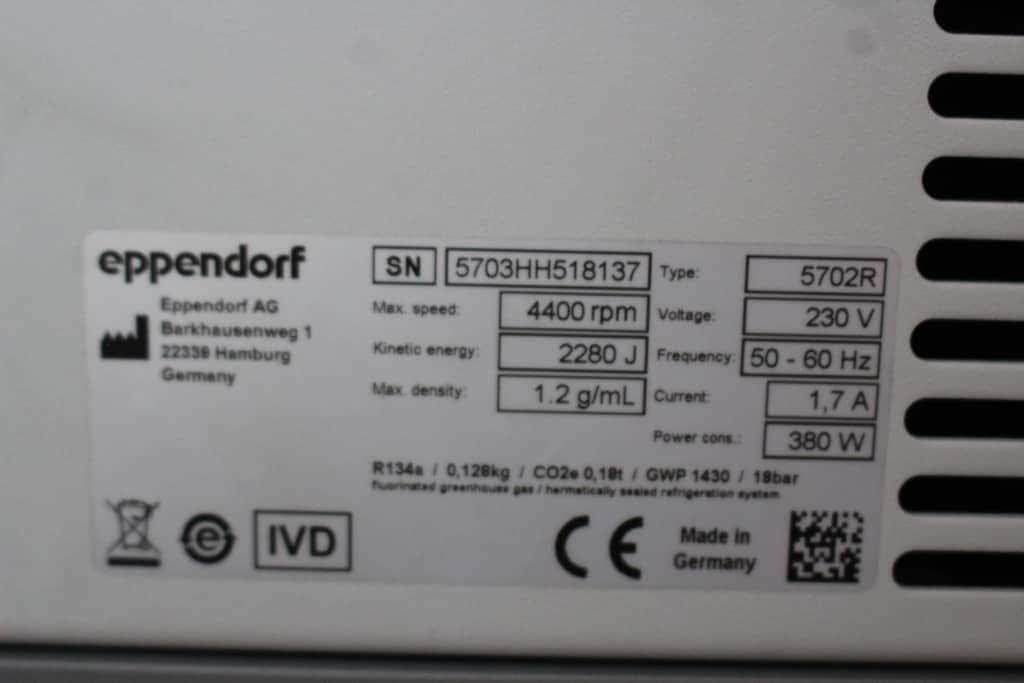 eppendorf
Eppendorf AG
Barkhausenweg 1
22339 Hamburg
Germany
SN 5703HH518137 Type: 5702R
Max. speed: 4400 rpm Voltage: 230 V
Kinetic energy: 2280 J Frequency: 50 - 60 Hz
Max. density: 1.2 g/mL Current: 1,7 A
Power cons.: 380 W
R134a / 0,128kg / CO2e 0,18t / GWP 1430 / 18bar
fluorinated greenhouse gas / hermatically sealed refrigeration system
e IVD CE Made in
Germany